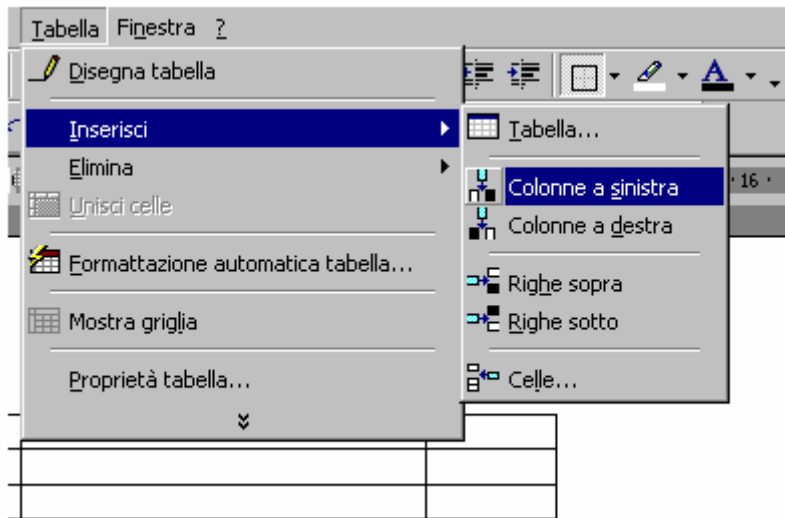 Tabella Finestra ?
Disegna tabella
Inserisci
Elimina
Unisci celle
Formattazione automatica tabella...
Mostra griglia
Proprietà tabella...
Tabella...
Colonne a sinistra
Colonne a destra
Righe sopra
Righe sotto
Celle...
A
16